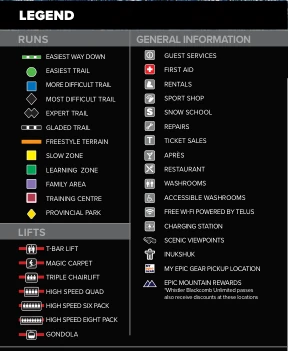 LEGEND
RUNS
EASIEST WAY DOWN
EASIEST TRAIL
MORE DIFFICULT TRAIL
MOST DIFFICULT TRAIL
EXPERT TRAIL
GLADED TRAIL
FREESTYLE TERRAIN
SLOW ZONE
LEARNING ZONE
FAMILY AREA
TRAINING CENTRE
PROVINCIAL PARK
LIFTS
T-BAR LIFT
MAGIC CARPET
TRIPLE CHAIRLIFT
HIGH SPEED QUAD
HIGH SPEED SIX PACK
HIGH SPEED EIGHT PACK
GONDOLA
GENERAL INFORMATION
GUEST SERVICES
FIRST AID
RENTALS
SPORT SHOP
S SNOW SCHOOL
REPAIRS
TICKET SALES
APRÈS
RESTAURANT
WASHROOMS
ACCESSIBLE WASHROOMS
FREE WI-FI POWERED BY TELUS
CHARGING STATION
SCENIC VIEWPOINTS
INUKSHUK
MY EPIC GEAR PICKUP LOCATION
EPIC MOUNTAIN REWARDS
*Whistler Blackcomb Unlimited passes
also receive discounts at these locations